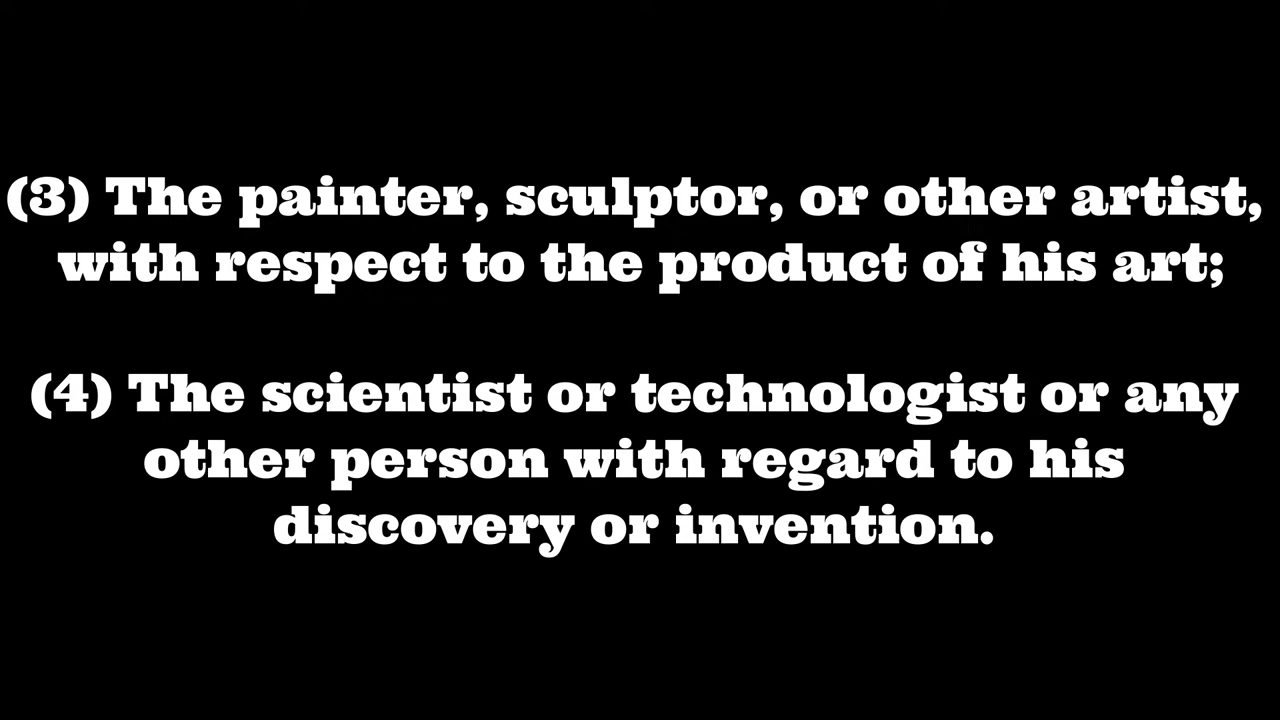 (3) The painter, sculptor, or other artist,
with respect to the product of his art;
(4) The scientist or technologist or any
other person with regard to his
discovery or invention.